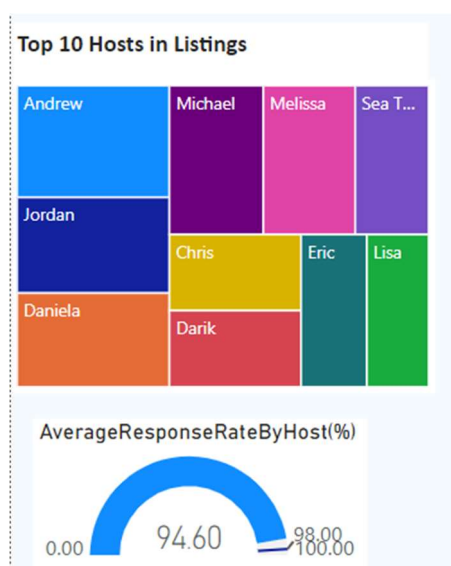 Top 10 Hosts in Listings
Andrew
Michael
Melissa
Sea T...
Jordan
Chris
Eric
Lisa
Daniela
Darik
AverageResponseRateByHost(%)
94.60
98.00
0.00
100.00